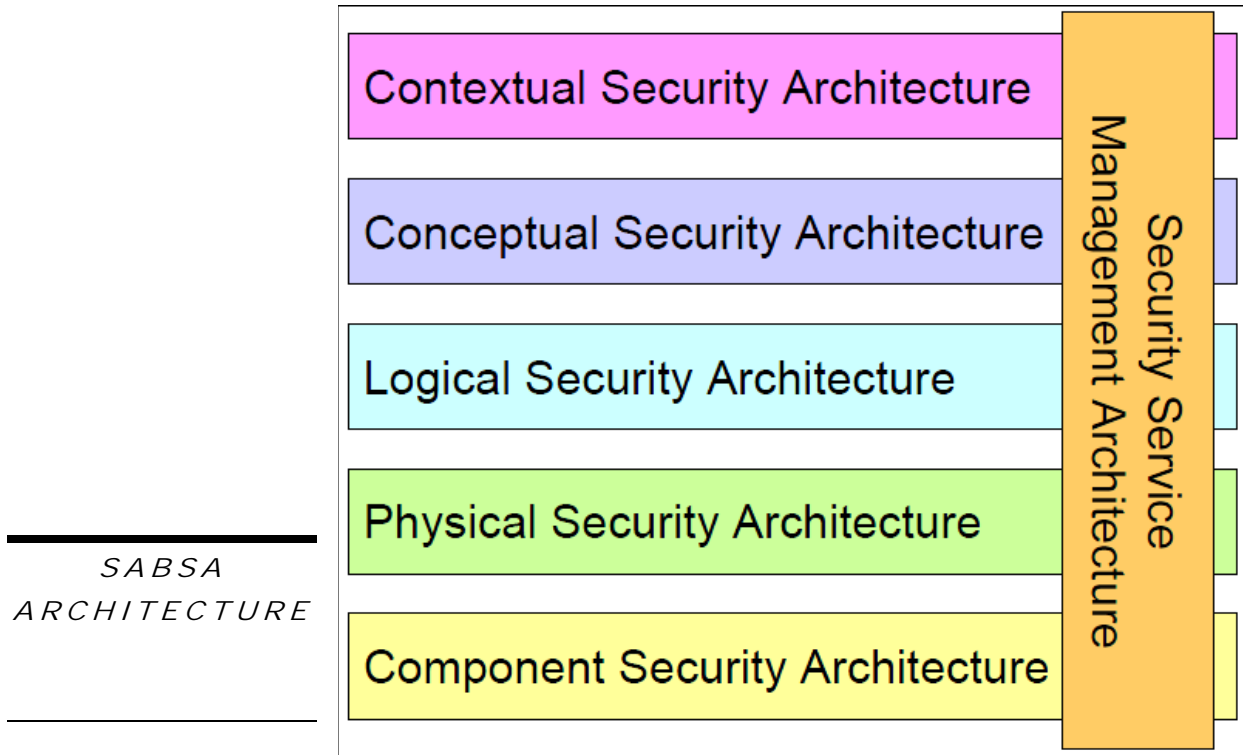 SABSA
ARCHITECTURE
Contextual Security Architecture
Conceptual Security Architecture
Logical Security Architecture
Physical Security Architecture
Component Security Architecture
Security Service
Management Architecture